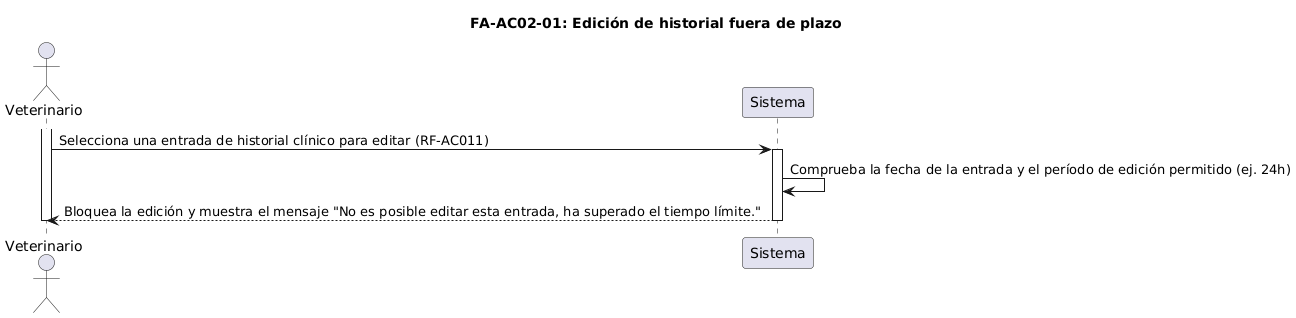 FA-AC02-01: Edición de historial fuera de plazo
Veterinario
Sistema
Selecciona una entrada de historial clínico para editar (RF-AC011)
Comprueba la fecha de la entrada y el período de edición permitido (ej. 24h)
Bloquea la edición y muestra el mensaje "No es posible editar esta entrada, ha superado el tiempo límite."
Veterinario
Sistema